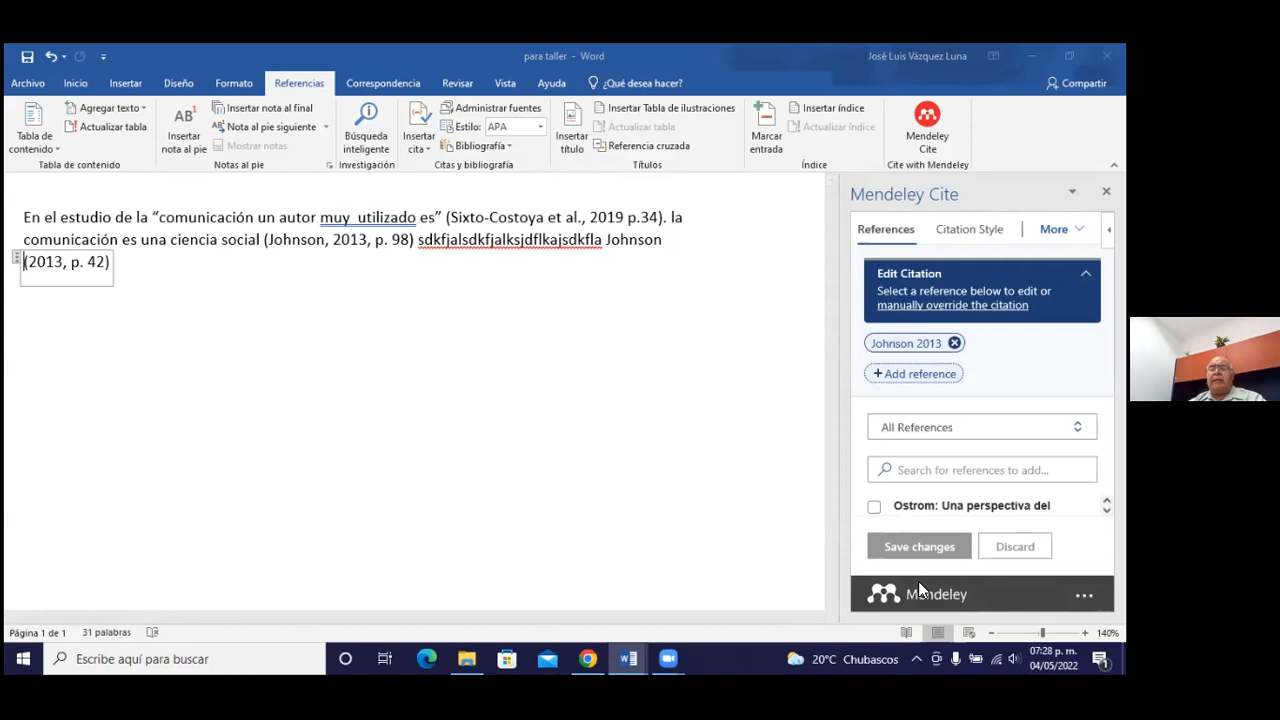 para taller - Word
José Luis Vázquez Luna
Archivo Inicio Insertar Diseño Formato Referencias Correspondencia Revisar Vista Ayuda ¿Qué desea hacer? Compartir
Tabla de contenido
Agregar texto
Actualizar tabla
Tabla de contenido
AB¹
Insertar nota al pie
Insertar nota al final
Nota al pie siguiente
Mostrar notas
Notas al pie
Búsqueda inteligente
Investigación
Insertar cita
Administrar fuentes
Estilo: APA
Bibliografía
Citas y bibliografía
Insertar título
Insertar Tabla de ilustraciones
Actualizar tabla
Referencia cruzada
Títulos
Marcar entrada
Insertar índice
Actualizar índice
Índice
Mendeley Cite
Cite with Mendeley
En el estudio de la “comunicación un autor muy utilizado es” (Sixto-Costoya et al., 2019 p.34). la
comunicación es una ciencia social (Johnson, 2013, p. 98) sdkfjalsdkfjalksjdflkajsdkfla Johnson
(2013, p. 42)
Mendeley Cite
References Citation Style More
Edit Citation
Select a reference below to edit or
manually override the citation
Johnson 2013
+ Add reference
All References
Search for references to add...
Ostrom: Una perspectiva del
Save changes Discard
Mendeley
Página 1 de 1 31 palabras
140%
Escribe aquí para buscar
20°C Chubascos
07:28 p. m.
04/05/2022
1